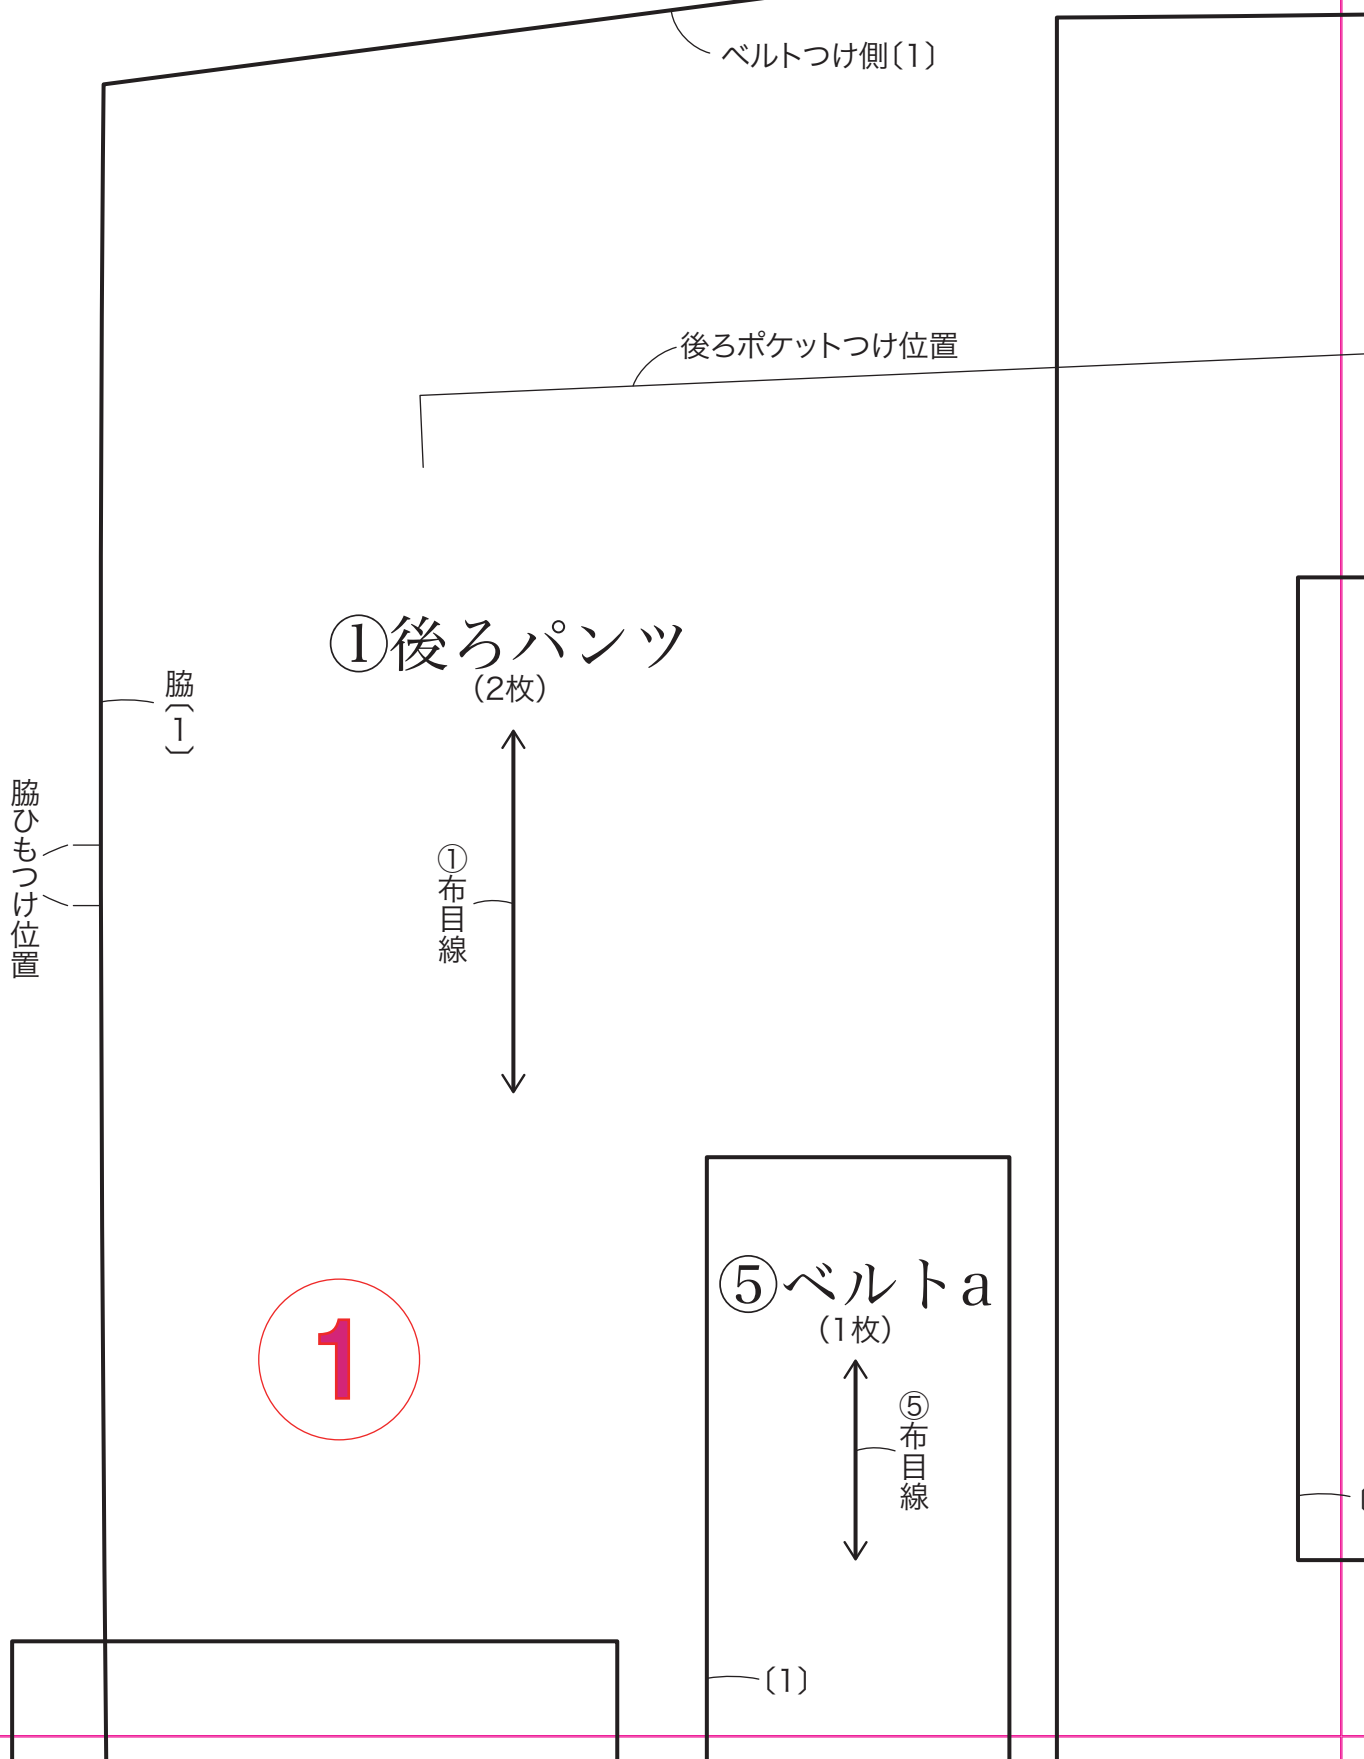 ベルトつけ側〔1〕
後ろポケットつけ位置
①後ろパンツ
(2枚)
脇〔1〕
脇ひもつけ位置
①布目線
⑤ベルトa
(1枚)
1
⑤布目線
〔1〕